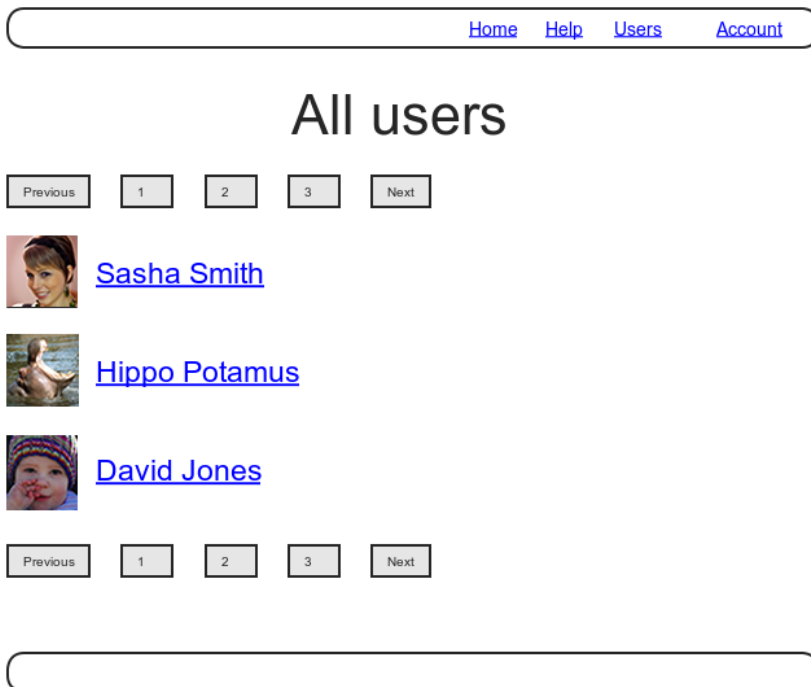 Home Help Users Account
All users
Previous 1 2 3 Next
Sasha Smith
Hippo Potamus
David Jones
Previous 1 2 3 Next